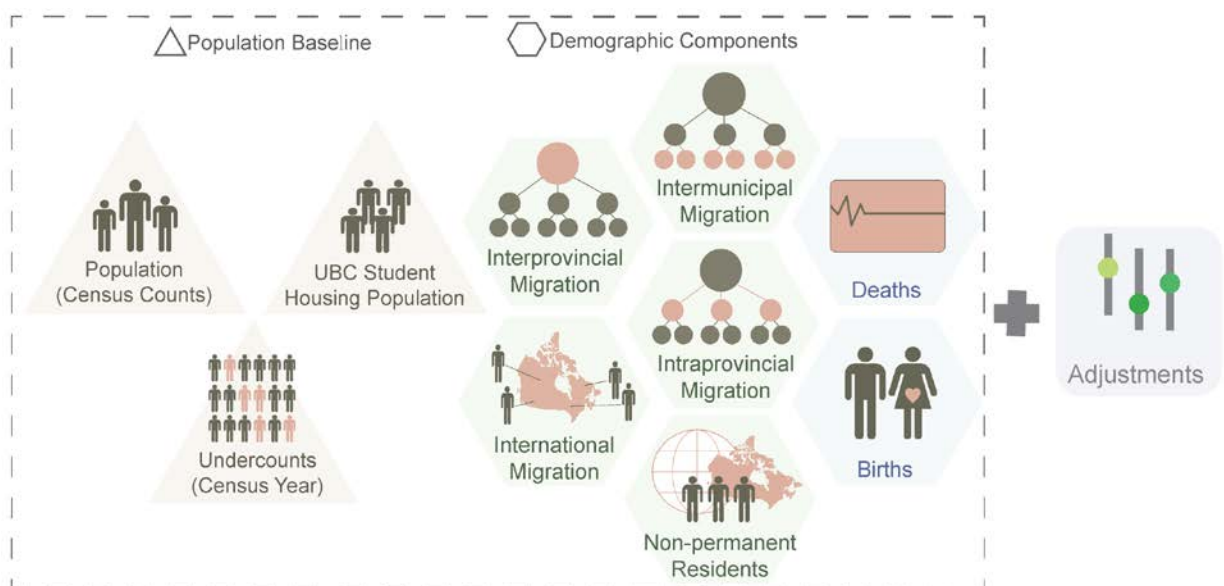 Population Baseline
Demographic Components
Population
(Census Counts)
UBC Student
Housing Population
Undercounts
(Census Year)
Interprovincial
Migration
Intermunicipal
Migration
Deaths
International
Migration
Intraprovincial
Migration
Births
Non-permanent
Residents
Adjustments